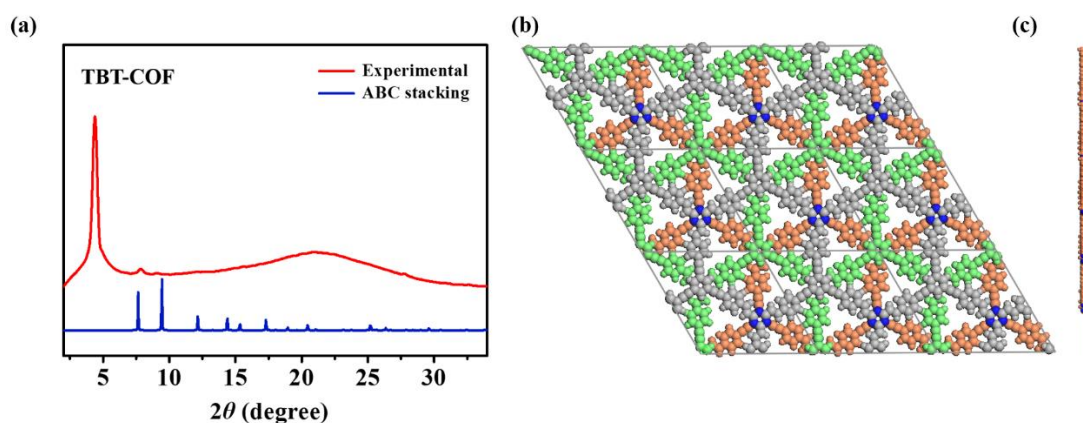 (a)
(b)
(c)
TBT-COF
Experimental
ABC stacking
5 10 15 20 25 30
2θ (degree)